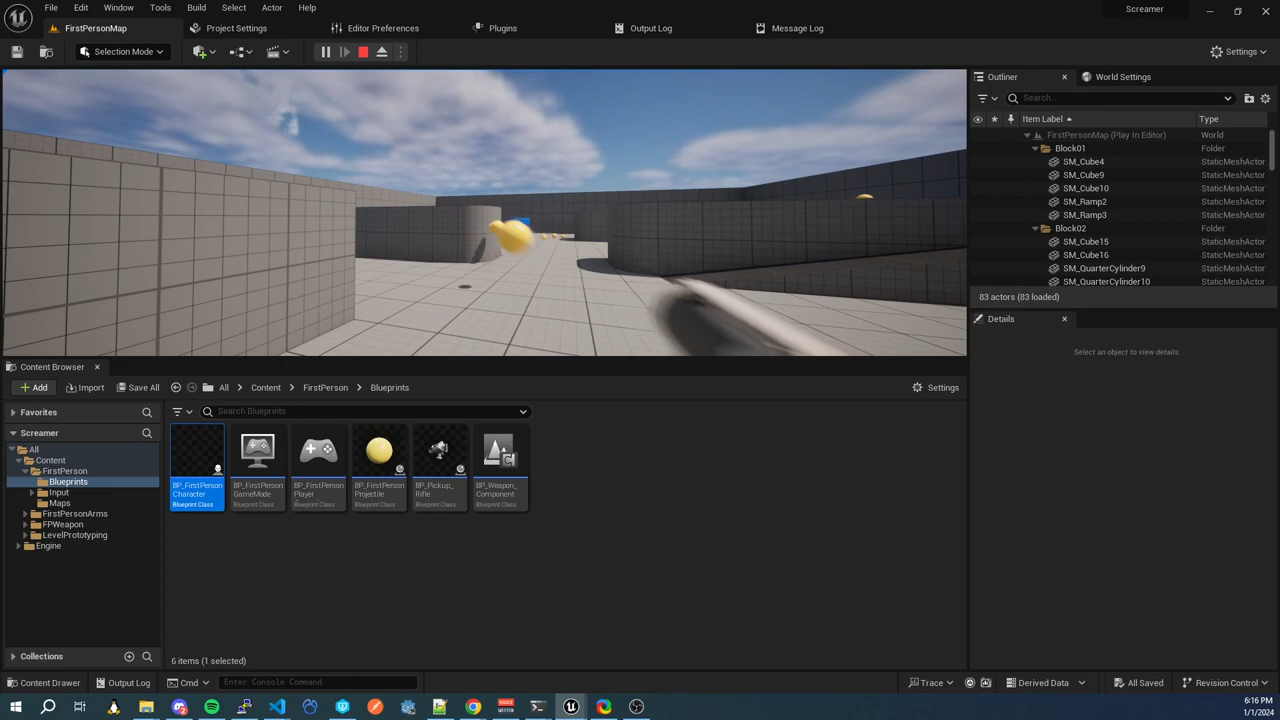 File Edit Window Tools Build Select Actor Help
Screamer
FirstPersonMap
Project Settings
Editor Preferences
Plugins
Output Log
Message Log
Selection Mode
Settings
Outliner
World Settings
Search...
Item Label
Type
FirstPersonMap (Play In Editor) World
Block01 Folder
SM_Cube4 StaticMeshActor
SM_Cube9 StaticMeshActor
SM_Cube10 StaticMeshActor
SM_Ramp2 StaticMeshActor
SM_Ramp3 StaticMeshActor
Block02 Folder
SM_Cube15 StaticMeshActor
SM_Cube16 StaticMeshActor
SM_QuarterCylinder9 StaticMeshActor
SM_QuarterCylinder10 StaticMeshActor
83 actors (83 loaded)
Details
Select an object to view details.
Content Browser
Add Import Save All All Content FirstPerson Blueprints
Settings
Favorites
Screamer
All
Content
FirstPerson
Blueprints
Input
Maps
FirstPersonArms
FPWeapon
LevelPrototyping
Engine
Collections
Search Blueprints
BP_FirstPerson
Character
Blueprint Class
BP_FirstPerson
GameMode
Blueprint Class
BP_FirstPerson
Player
Blueprint Class
BP_FirstPerson
Projectile
Blueprint Class
BP_Pickup_
Rifle
Blueprint Class
BP_Weapon_
Component
Blueprint Class
6 items (1 selected)
Content Drawer Output Log Cmd Enter Console Command
Trace Derived Data All Saved Revision Control
6:16 PM
1/1/2024